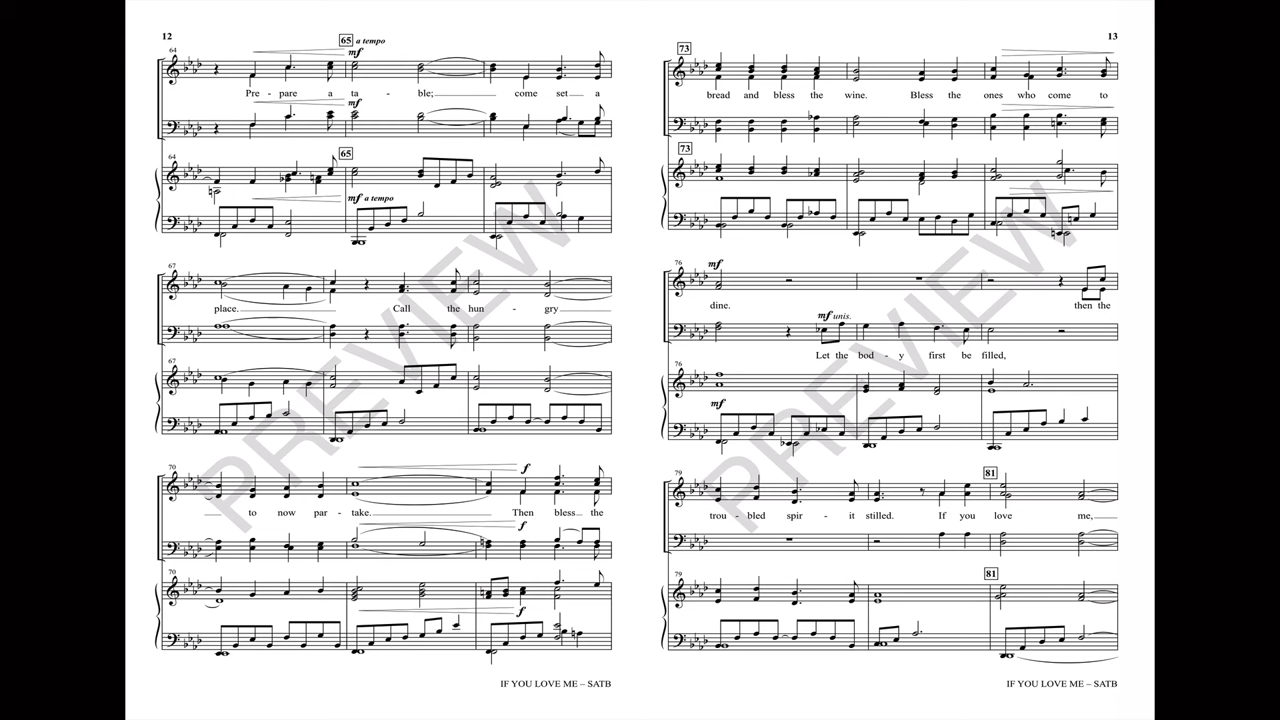 12
64
65 a tempo
mf
Pre - pare a ta - ble; come set a
mf
64
65
mf a tempo
67
place. Call the hun - gry
67
70
f
to now par - take. Then bless the
f
70
f
IF YOU LOVE ME – SATB
PREVIEW
13
73
bread and bless the wine. Bless the ones who come to
73
76
mf
dine. then the
mf unis.
Let the bod - y first be filled,
76
mf
79
81
trou - bled spir - it stilled. If you love me,
79
81
IF YOU LOVE ME – SATB
PREVIEW